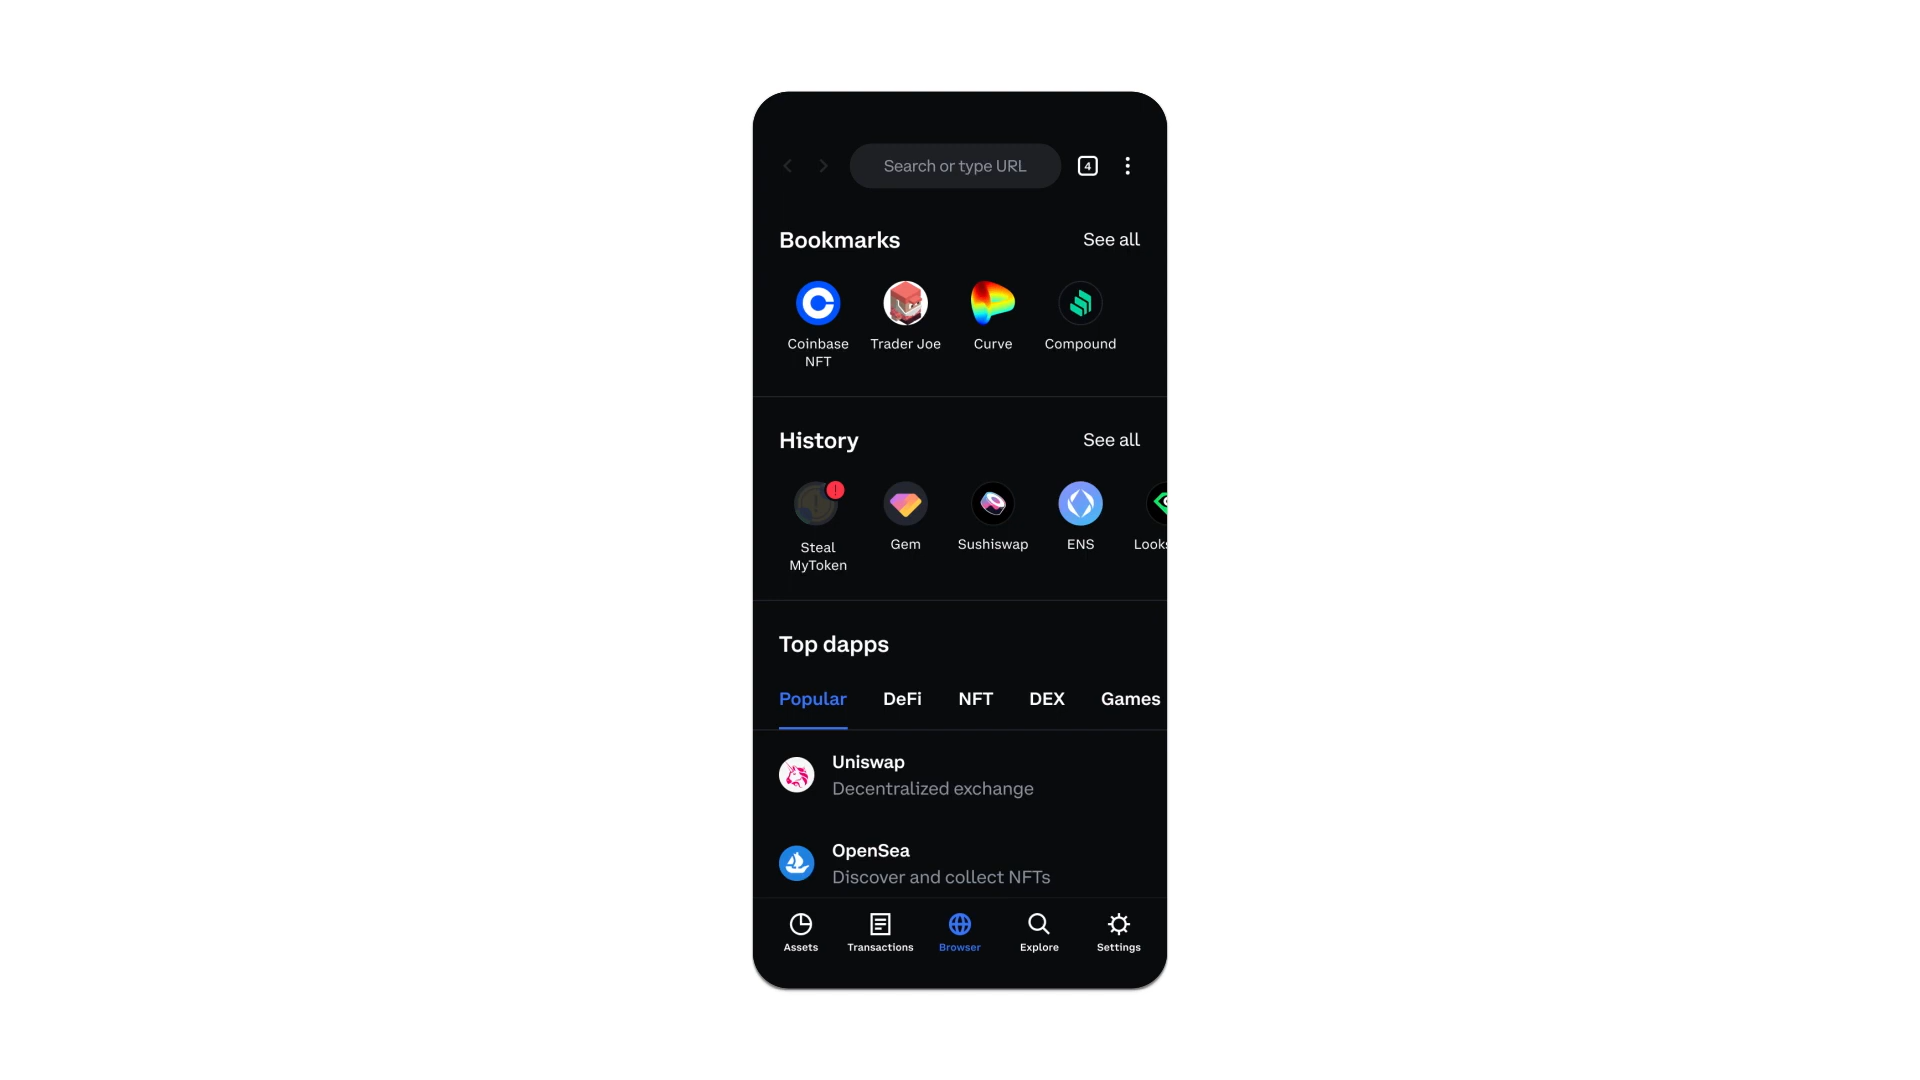 Search or type URL
4
Bookmarks
See all
Coinbase
NFT
Trader Joe
Curve
Compound
History
See all
!
Steal
MyToken
Gem
Sushiswap
ENS
Looks
Top dapps
Popular
DeFi
NFT
DEX
Games
Uniswap
Decentralized exchange
OpenSea
Discover and collect NFTs
Assets
Transactions
Browser
Explore
Settings